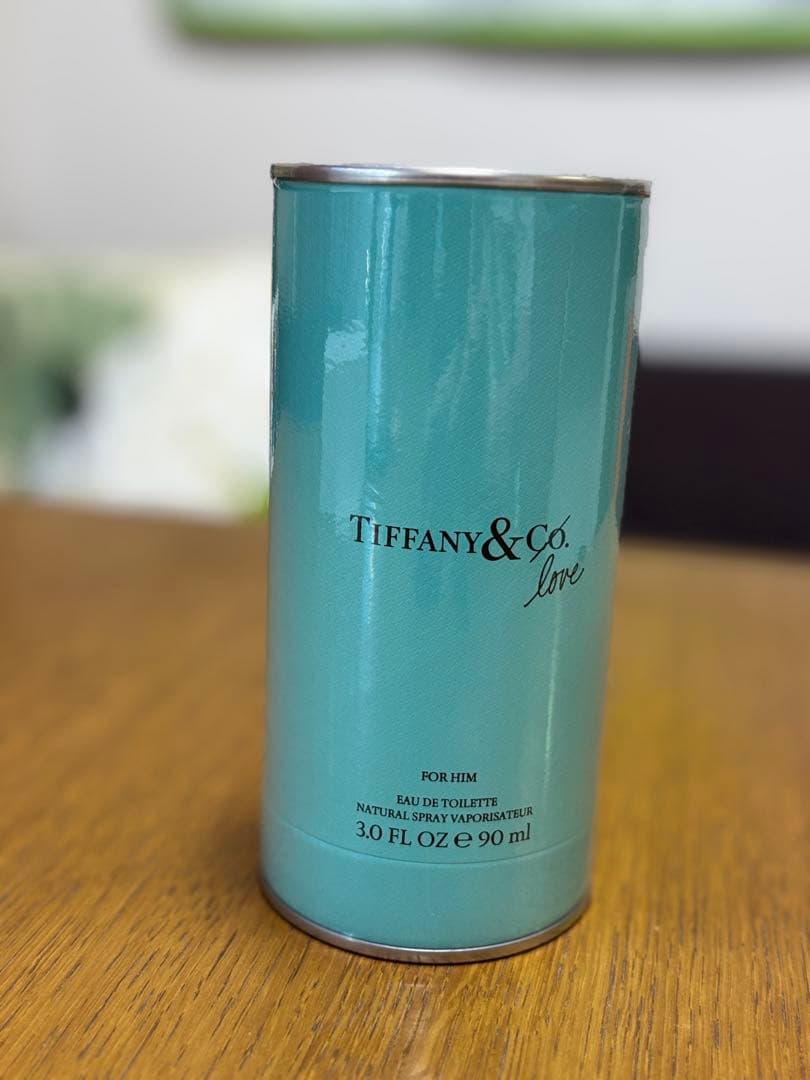 TIFFANY & CO.
love
FOR HIM
EAU DE TOILETTE
NATURAL SPRAY VAPORISATEUR
3.0 FL OZ ℮ 90 ml